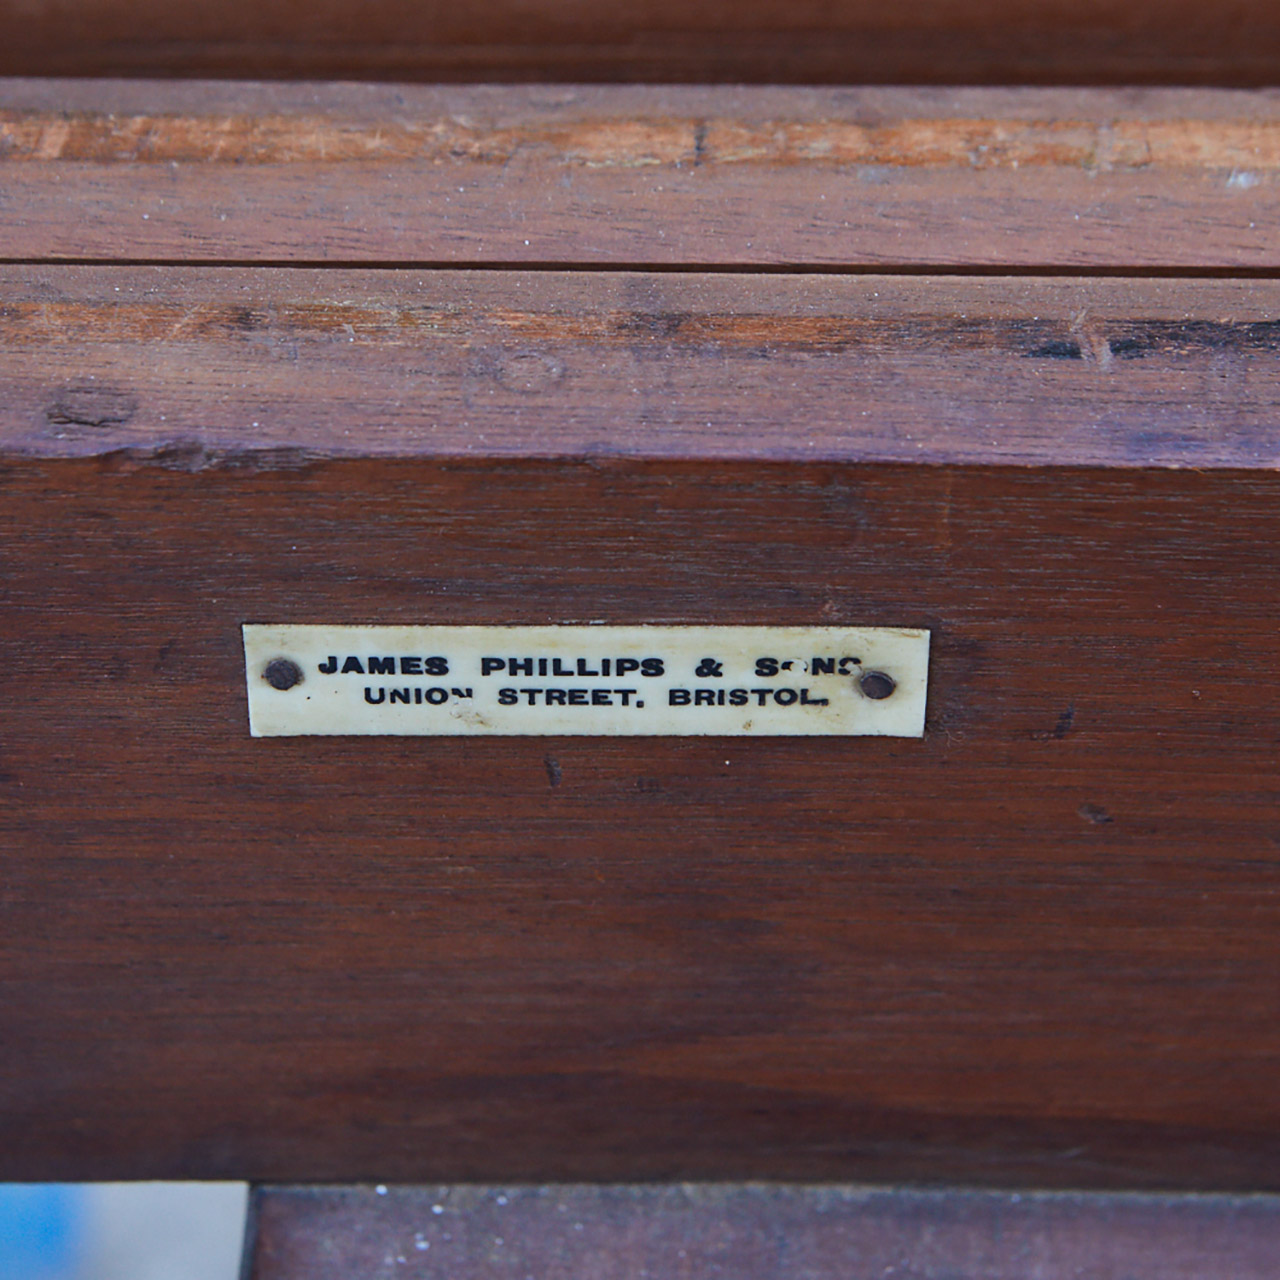 JAMES PHILLIPS & SONS
UNION STREET, BRISTOL.